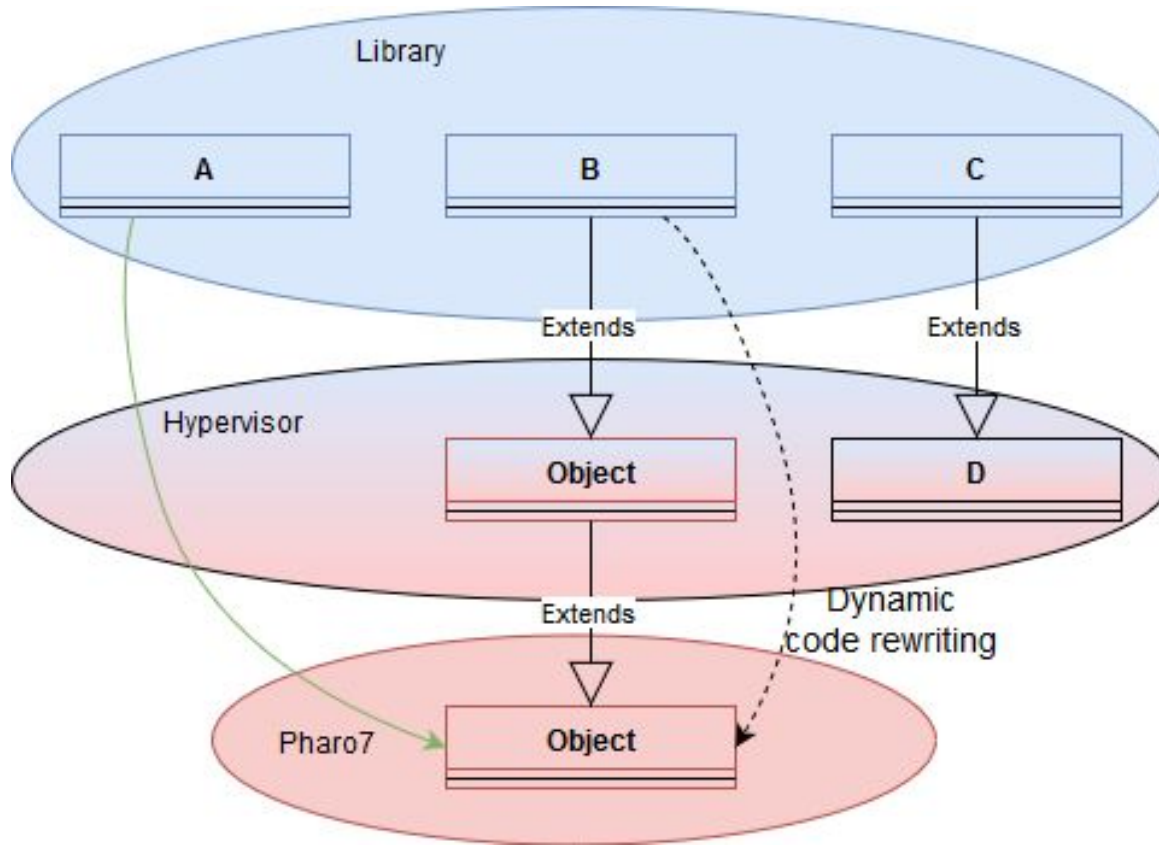 Library
A
B
C
Extends
Extends
Hypervisor
Object
D
Extends
Dynamic
code rewriting
Pharo7
Object